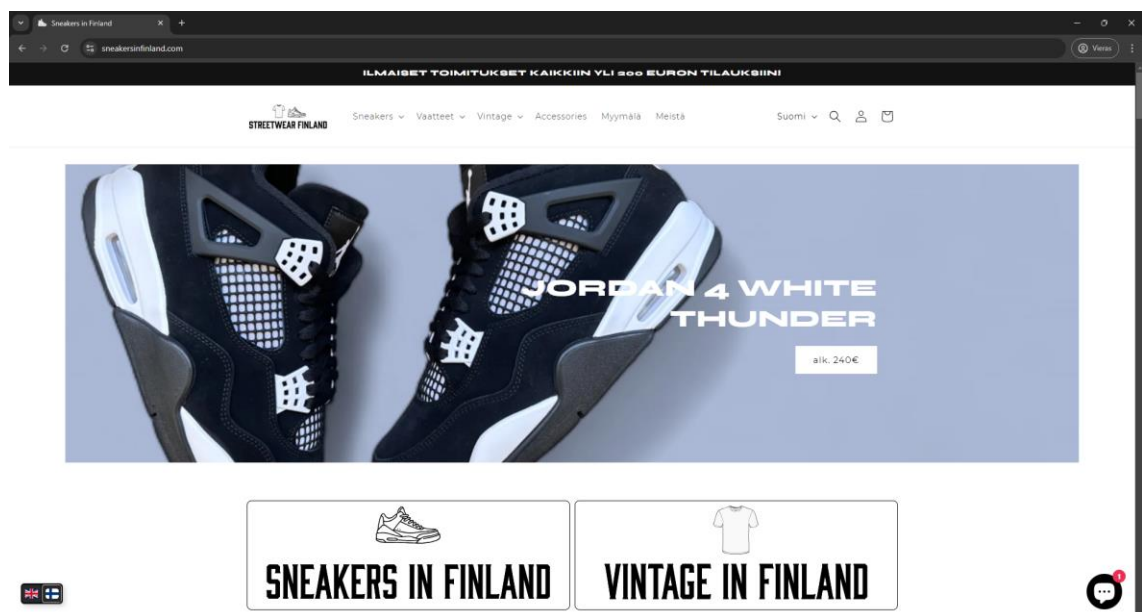 Sneakers in Finland
sneakersinfinland.com
Vieras
ILMAISET TOIMITUKSET KAIKKIIN YLI 200 EURON TILAUKSIIN!
STREETWEAR FINLAND
Sneakers Vaatteet Vintage Accessories Myymälä Meistä
Suomi
JORDAN 4 WHITE
THUNDER
alk. 240€
SNEAKERS IN FINLAND
VINTAGE IN FINLAND
1